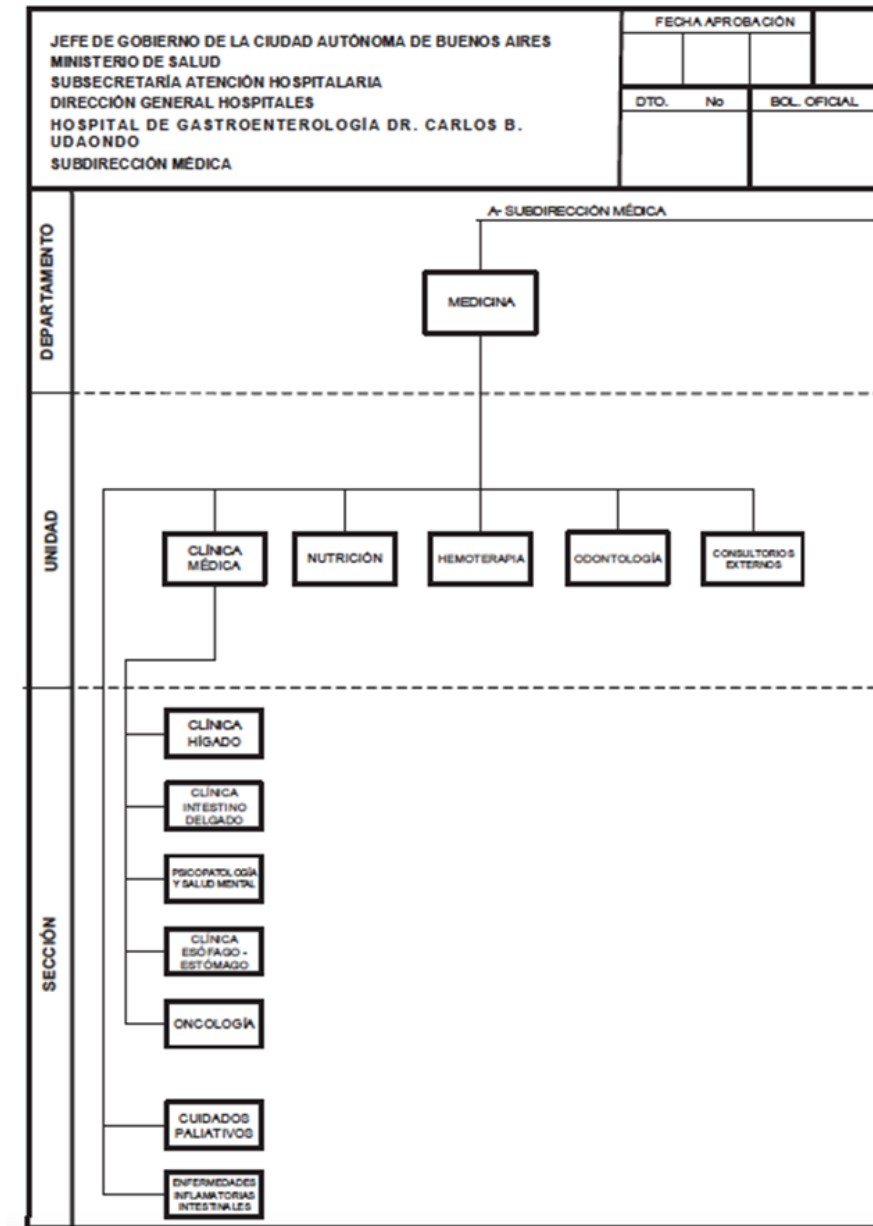 JEFE DE GOBIERNO DE LA CIUDAD AUTÓNOMA DE BUENOS AIRES
MINISTERIO DE SALUD
SUBSECRETARÍA ATENCIÓN HOSPITALARIA
DIRECCIÓN GENERAL HOSPITALES
HOSPITAL DE GASTROENTEROLOGÍA DR. CARLOS B.
UDAONDO
SUBDIRECCIÓN MÉDICA
FECHA APROBACIÓN
DTO. No BOL. OFICIAL
DEPARTAMENTO
A- SUBDIRECCIÓN MÉDICA
MEDICINA
UNIDAD
CLÍNICA
MÉDICA
NUTRICIÓN
HEMOTERAPIA
ODONTOLOGÍA
CONSULTORIOS
EXTERNOS
SECCIÓN
CLÍNICA
HÍGADO
CLÍNICA
INTESTINO
DELGADO
PSICOPATOLOGÍA
Y SALUD MENTAL
CLÍNICA
ESÓFAGO -
ESTÓMAGO
ONCOLOGÍA
CUIDADOS
PALIATIVOS
ENFERMEDADES
INFLAMATORIAS
INTESTINALES